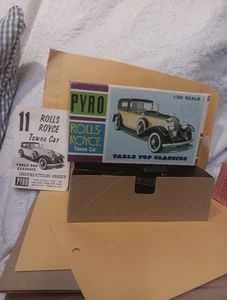 1/32 SCALE
PYRO
ROLLS-
ROYCE
Town Car
TABLE TOP CLASSICS
11 ROLLS
ROYCE
Town Car
TABLE TOP CLASSICS
PYRO INSTRUCTION SHEET